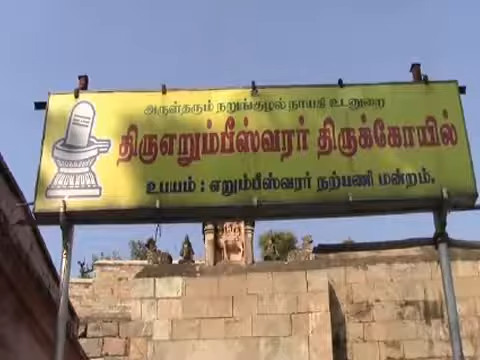 அருள்தரும் நறுங்குழல் நாயகி உடனுறை
திருஎறும்பீஸ்வரர் திருக்கோயில்
உபயம் : எறும்பீஸ்வரர் நற்பணி மன்றம்.